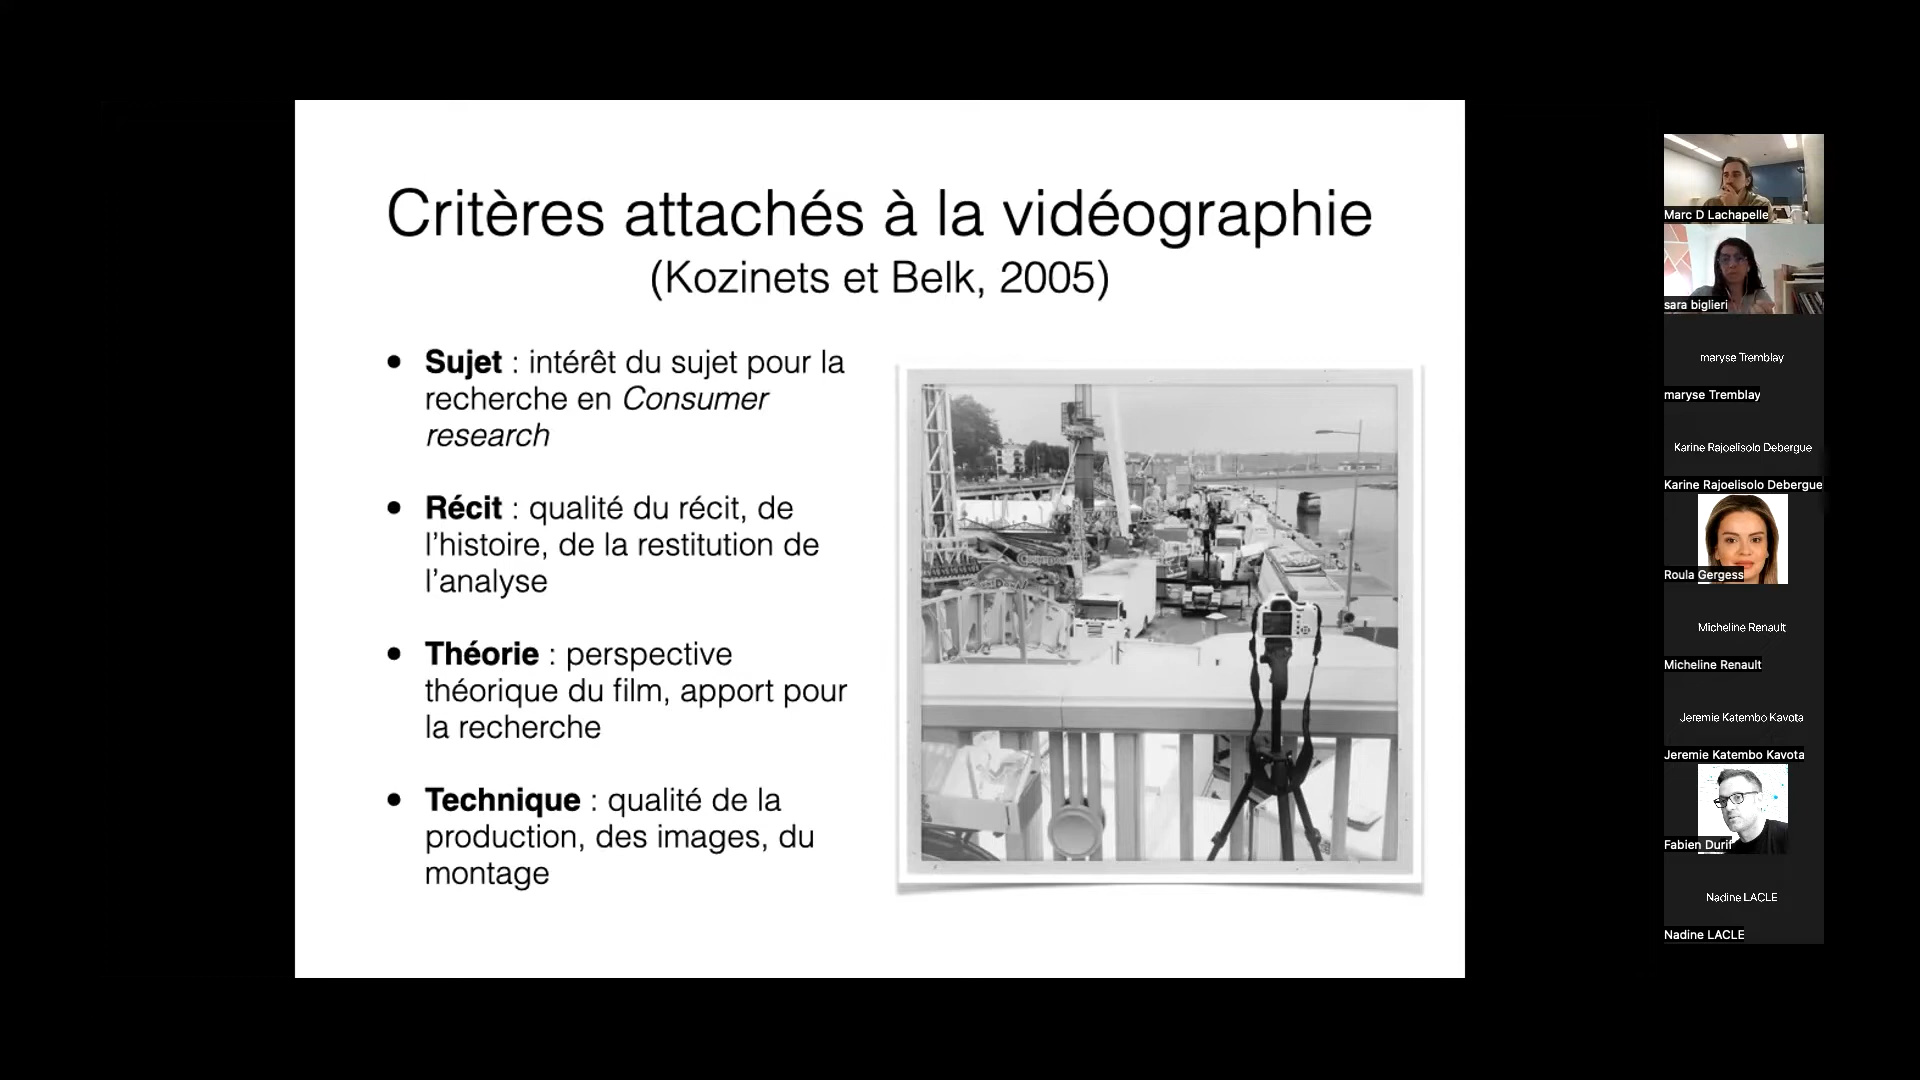 Critères attachés à la vidéographie
(Kozinets et Belk, 2005)
• Sujet : intérêt du sujet pour la
recherche en Consumer
research
• Récit : qualité du récit, de
l’histoire, de la restitution de
l’analyse
• Théorie : perspective
théorique du film, apport pour
la recherche
• Technique : qualité de la
production, des images, du
montage
Marc D Lachapelle
sara biglieri
maryse Tremblay
maryse Tremblay
Karine Rajoelisolo Debergue
Karine Rajoelisolo Debergue
Roula Gergess
Micheline Renault
Micheline Renault
Jeremie Katembo Kavota
Jeremie Katembo Kavota
Fabien Durif
Nadine LACLE
Nadine LACLE